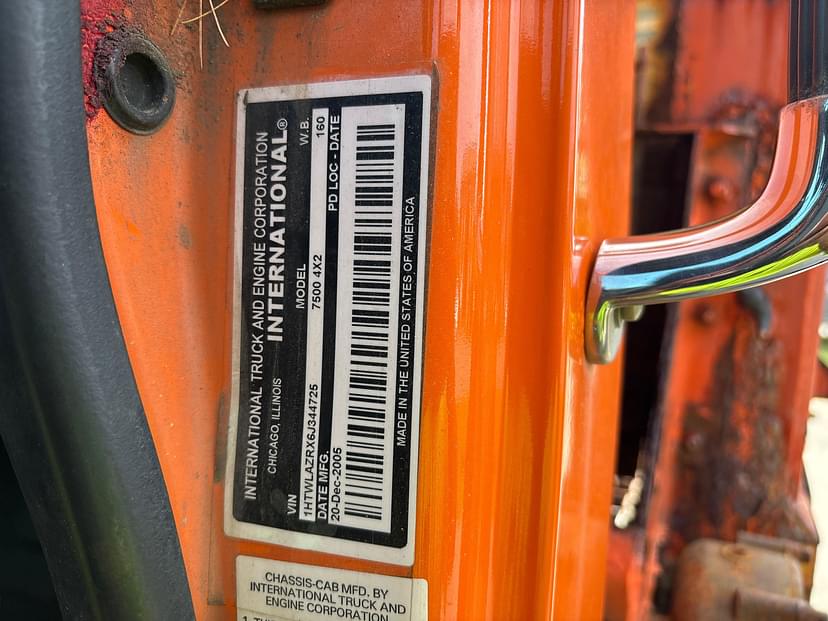 INTERNATIONAL TRUCK AND ENGINE CORPORATION
CHICAGO, ILLINOIS INTERNATIONAL®
VIN MODEL W.B.
1HTWLAZRX6J344725 7500 4X2 160
DATE MFG. PD LOC - DATE
20-Dec-2005
MADE IN THE UNITED STATES OF AMERICA
CHASSIS-CAB MFD. BY
INTERNATIONAL TRUCK AND
ENGINE CORPORATION